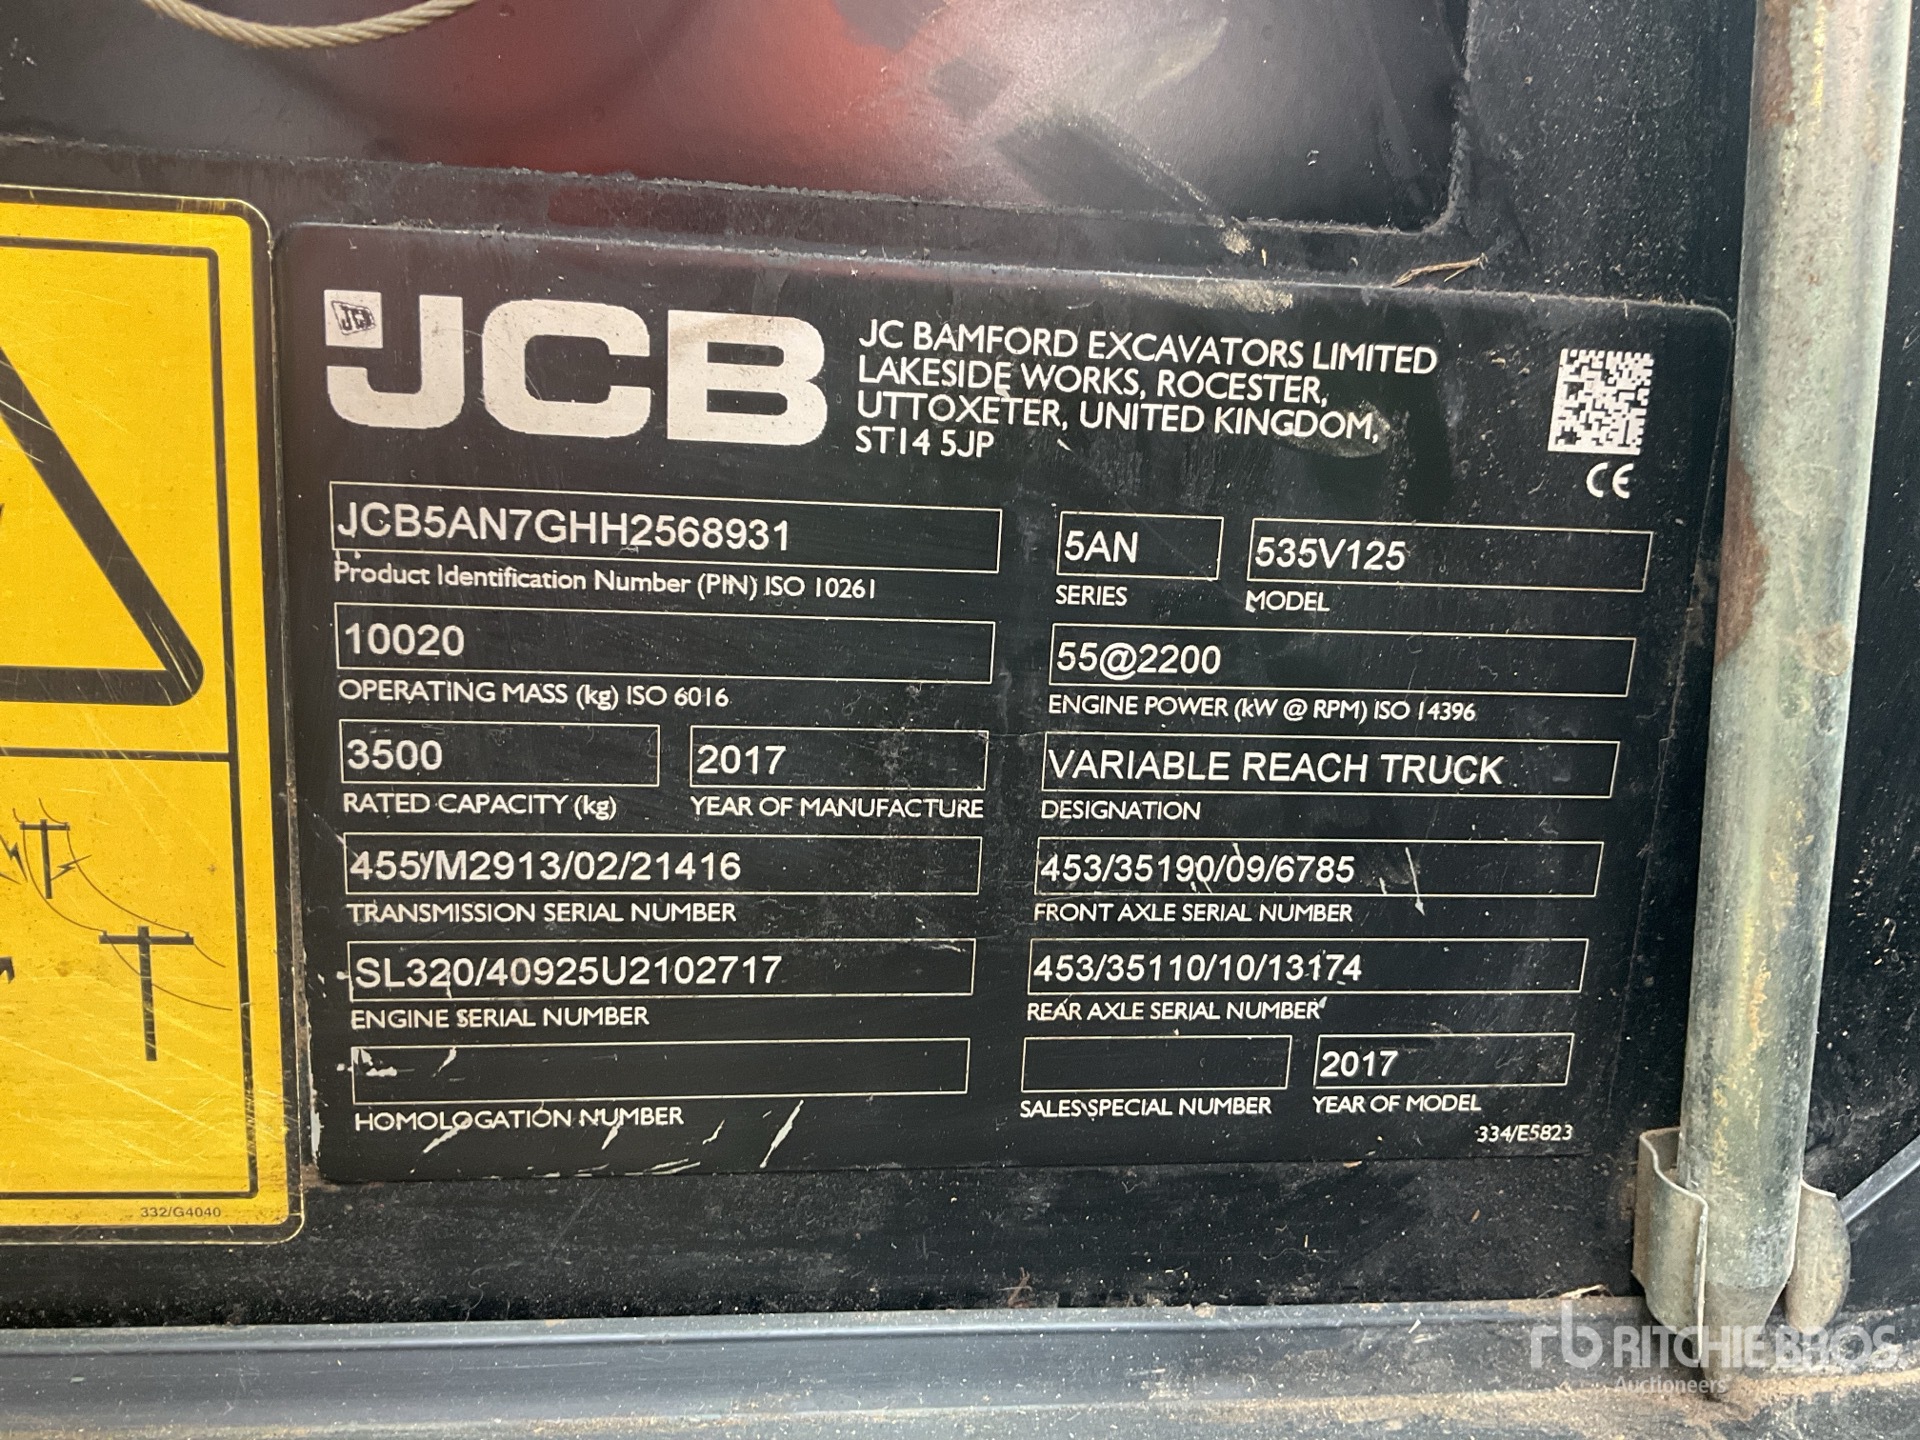 JCB
JCB
JC BAMFORD EXCAVATORS LIMITED
LAKESIDE WORKS, ROCESTER,
UTTOXETER, UNITED KINGDOM,
ST14 5JP
CE
JCB5AN7GHH2568931
Product Identification Number (PIN) ISO 10261
5AN
SERIES
535V125
MODEL
10020
OPERATING MASS (kg) ISO 6016
55@2200
ENGINE POWER (kW @ RPM) ISO 14396
3500
RATED CAPACITY (kg)
2017
YEAR OF MANUFACTURE
VARIABLE REACH TRUCK
DESIGNATION
455/M2913/02/21416
TRANSMISSION SERIAL NUMBER
453/35190/09/6785
FRONT AXLE SERIAL NUMBER
SL320/40925U2102717
ENGINE SERIAL NUMBER
453/35110/10/13174
REAR AXLE SERIAL NUMBER
HOMOLOGATION NUMBER
SALES SPECIAL NUMBER
2017
YEAR OF MODEL
334/E5823
332/G4040
rb RITCHIE BROS.
Auctioneers